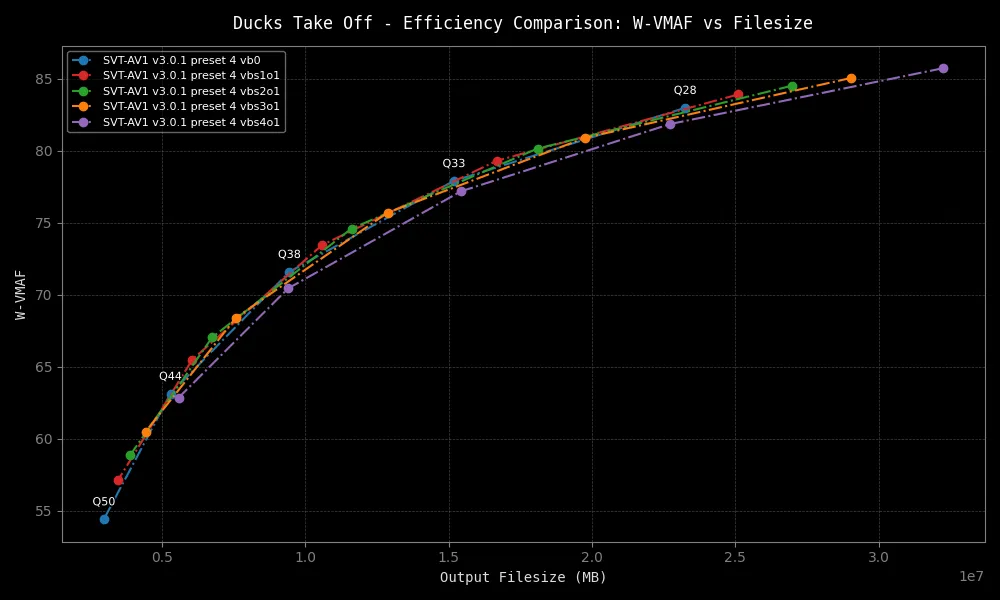 Ducks Take Off - Efficiency Comparison: W-VMAF vs Filesize
SVT-AV1 v3.0.1 preset 4 vb0
SVT-AV1 v3.0.1 preset 4 vbs1o1
SVT-AV1 v3.0.1 preset 4 vbs2o1
SVT-AV1 v3.0.1 preset 4 vbs3o1
SVT-AV1 v3.0.1 preset 4 vbs4o1
85
80
75
70
65
60
55
W-VMAF
Q28
Q33
Q38
Q44
Q50
0.5 1.0 1.5 2.0 2.5 3.0
1e7
Output Filesize (MB)